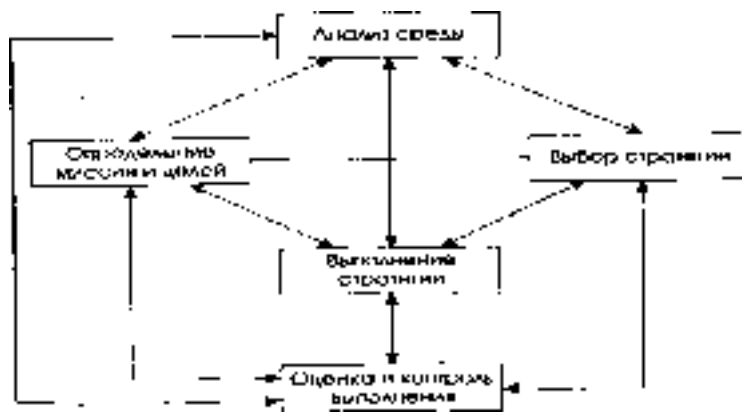 Анализ среды
Определение
миссии и целей
Выбор стратегии
Выполнение
стратегии
Оценка и контроль
выполнения